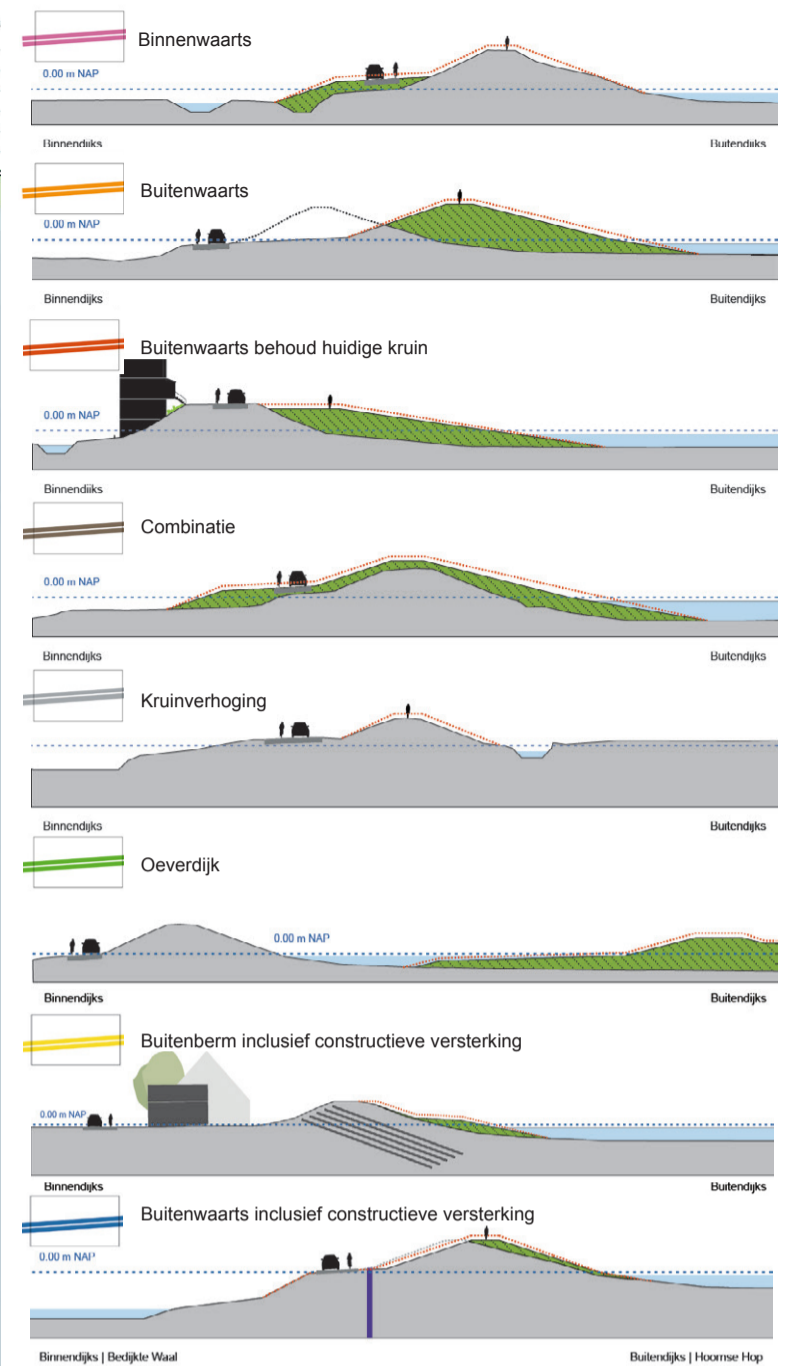 Binnenwaarts
0.00 m NAP
Binnendijks Buitendijks
Buitenwaarts
0.00 m NAP
Binnendijks Buitendijks
Buitenwaarts behoud huidige kruin
0.00 m NAP
Binnendijks Buitendijks
Combinatie
0.00 m NAP
Binnendijks Buitendijks
Kruinverhoging
Binnendijks Buitendijks
Oeverdijk
0.00 m NAP
Binnendijks Buitendijks
Buitenberm inclusief constructieve versterking
0.00 m NAP
Binnendijks Buitendijks
Buitenwaarts inclusief constructieve versterking
0.00 m NAP
Binnendijks | Bedijkte Waal Buitendijks | Hoornse Hop